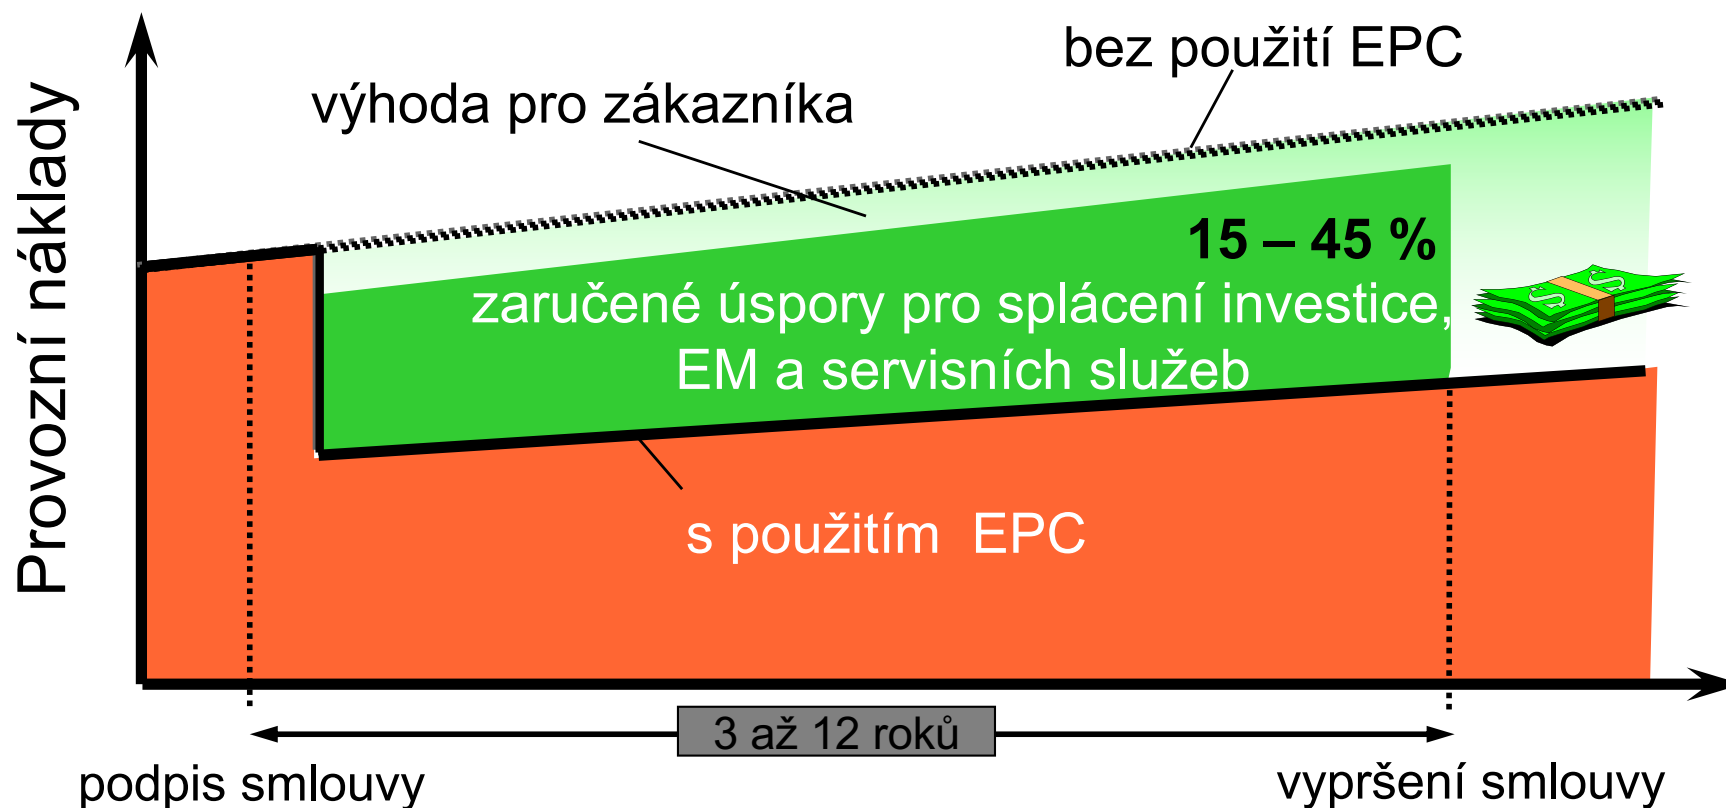 bez použití EPC
výhoda pro zákazníka
Provozní náklady
15 – 45 %
zaručené úspory pro splácení investice,
EM a servisních služeb
s použitím EPC
3 až 12 roků
podpis smlouvy
vypršení smlouvy